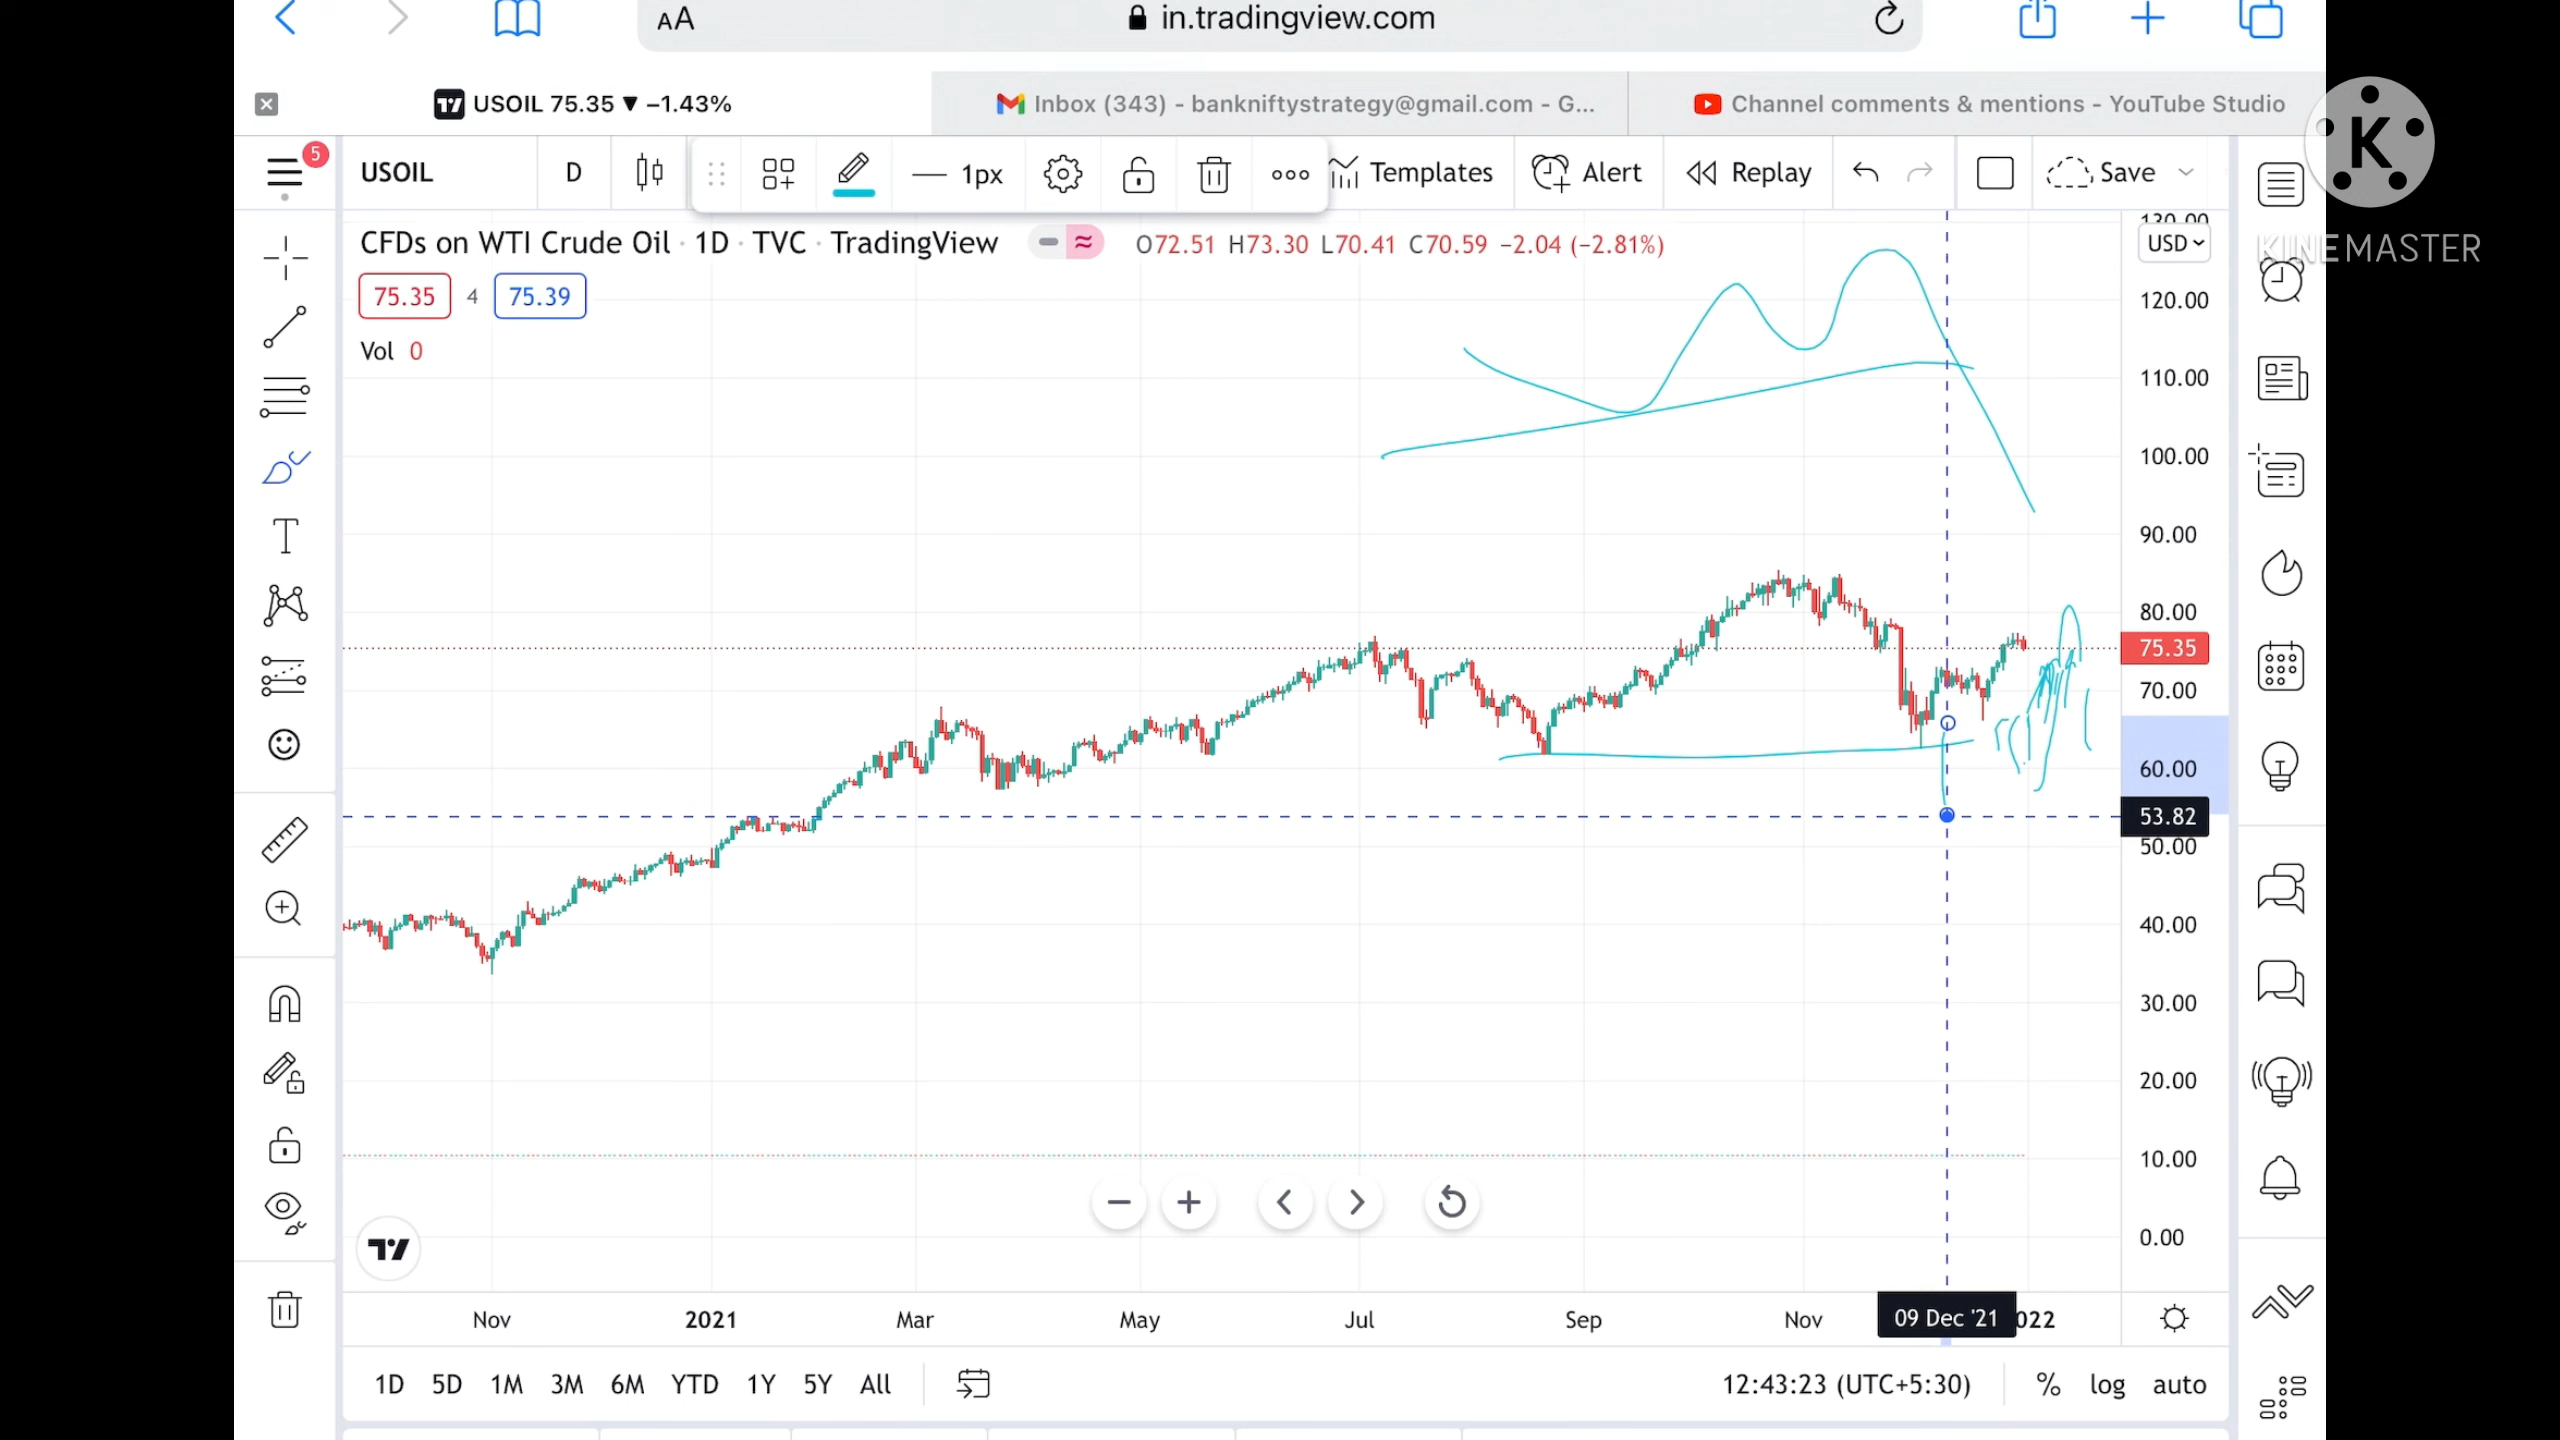 AA in.tradingview.com
USOIL 75.35 ▼ −1.43%
Inbox (343) - bankniftystrategy@gmail.com - G...
Channel comments & mentions - YouTube Studio
K
KINEMASTER
5
USOIL D 1px Templates Alert Replay Save
CFDs on WTI Crude Oil · 1D · TVC · TradingView O72.51 H73.30 L70.41 C70.59 −2.04 (−2.81%)
75.35 4 75.39
Vol 0
130.00
USD
120.00
110.00
100.00
90.00
80.00
75.35
70.00
60.00
53.82
50.00
40.00
30.00
20.00
10.00
0.00
Nov 2021 Mar May Jul Sep Nov 09 Dec '21 022
1D 5D 1M 3M 6M YTD 1Y 5Y All 12:43:23 (UTC+5:30) % log auto